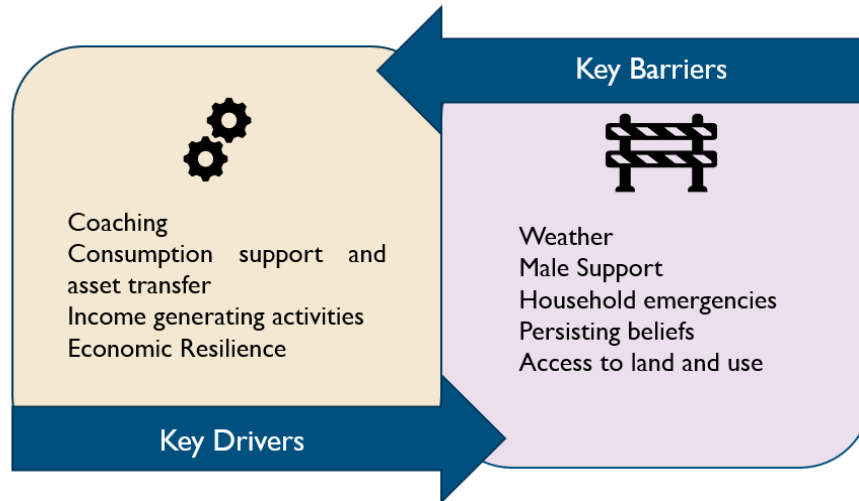 Key Barriers
Coaching
Consumption support and
asset transfer
Income generating activities
Economic Resilience
Weather
Male Support
Household emergencies
Persisting beliefs
Access to land and use
Key Drivers